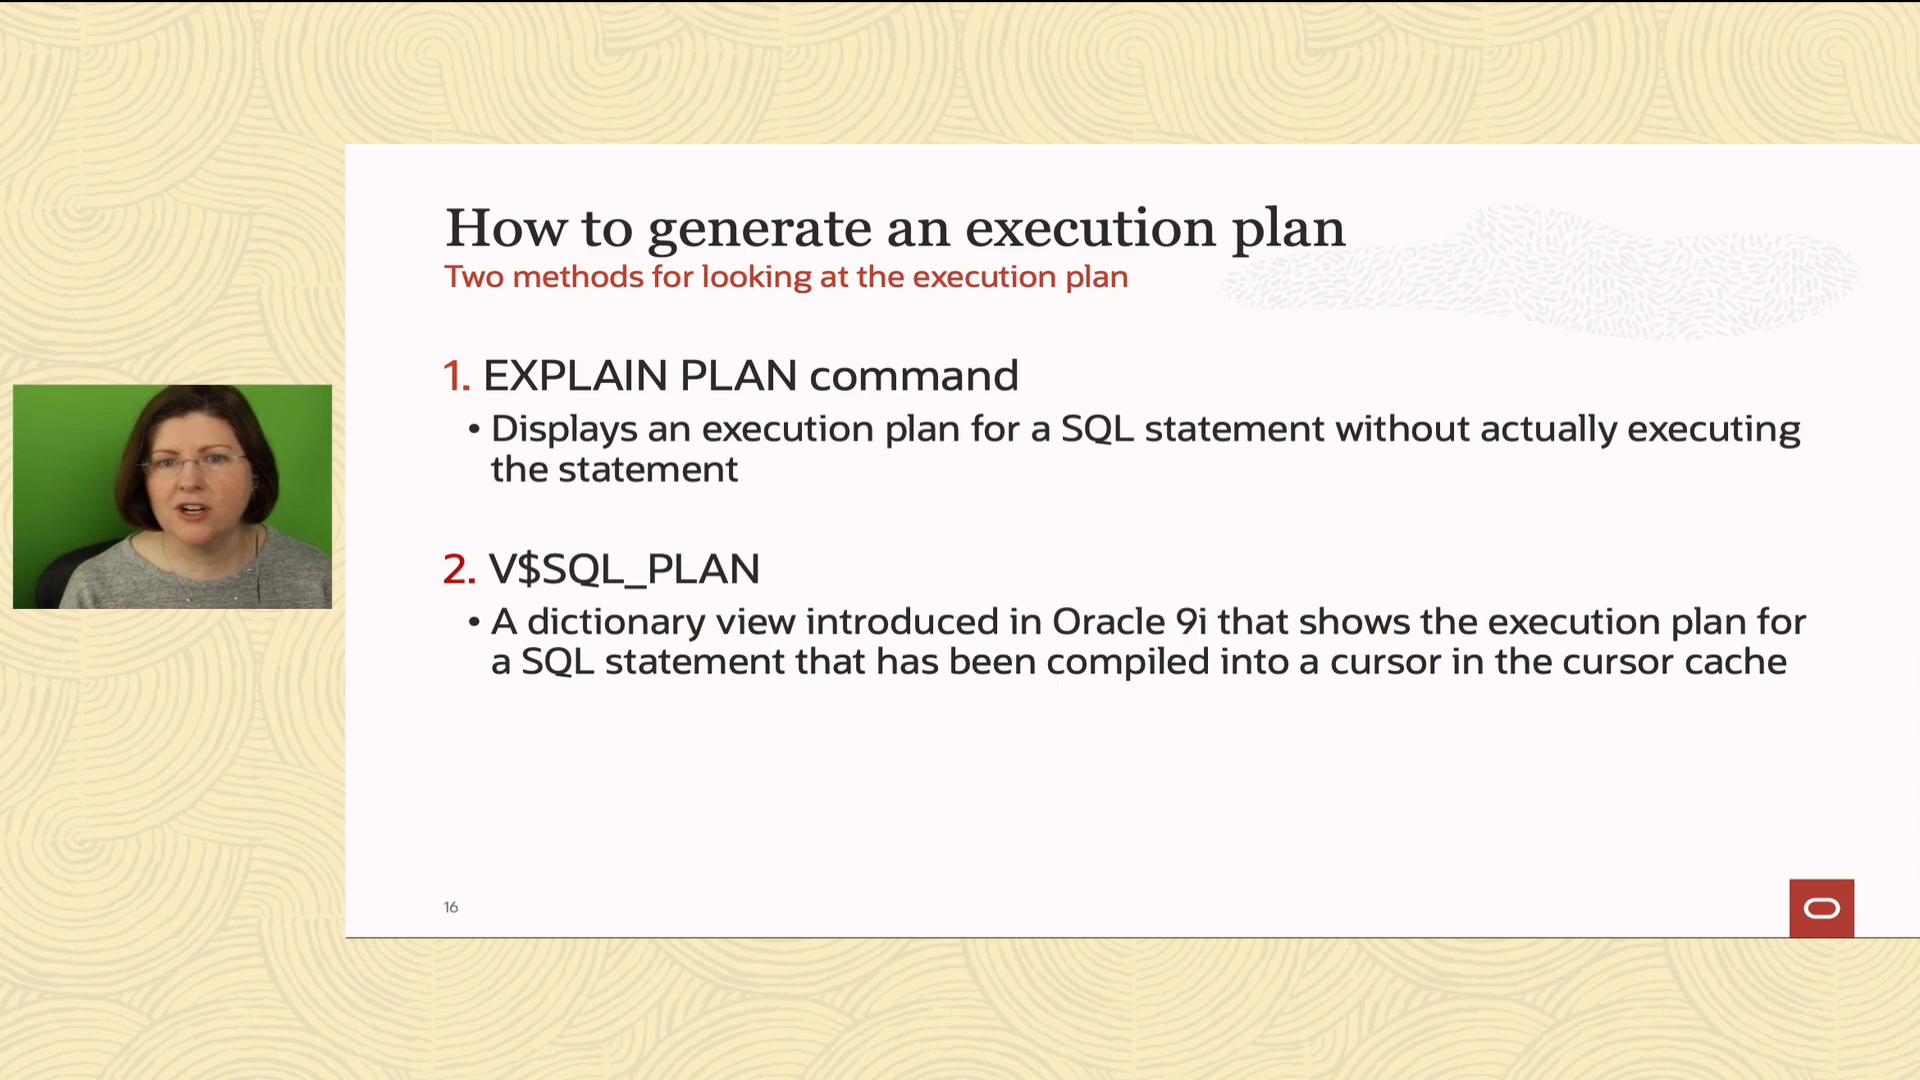 How to generate an execution plan
Two methods for looking at the execution plan
1. EXPLAIN PLAN command
• Displays an execution plan for a SQL statement without actually executing
the statement
2. V$SQL_PLAN
• A dictionary view introduced in Oracle 9i that shows the execution plan for
a SQL statement that has been compiled into a cursor in the cursor cache
16